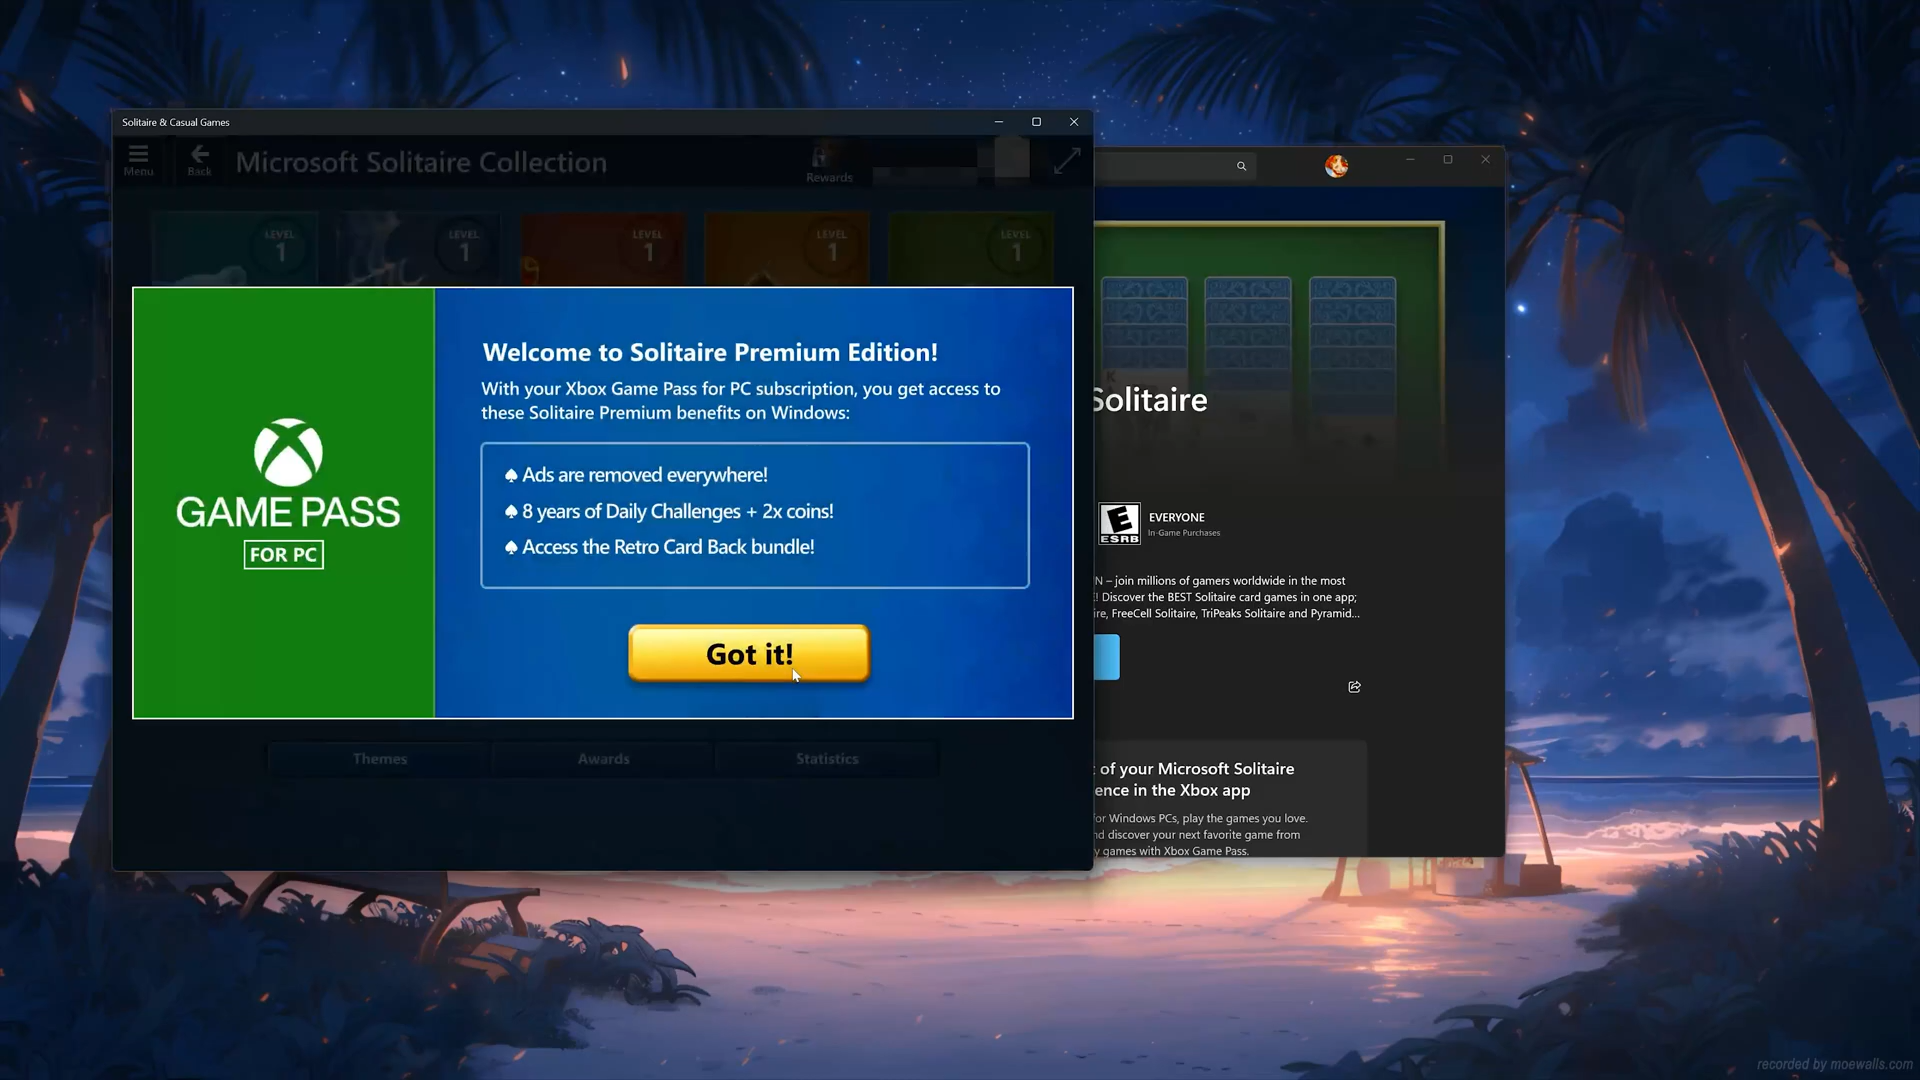 Solitaire & Casual Games
Menu
Back
Microsoft Solitaire Collection
Rewards
LEVEL
1
LEVEL
1
LEVEL
1
LEVEL
1
LEVEL
1
GAME PASS
FOR PC
Welcome to Solitaire Premium Edition!
With your Xbox Game Pass for PC subscription, you get access to
these Solitaire Premium benefits on Windows:
♠ Ads are removed everywhere!
♠ 8 years of Daily Challenges + 2x coins!
♠ Access the Retro Card Back bundle!
Got it!
Themes
Awards
Statistics
Solitaire
E
ESRB
EVERYONE
In-Game Purchases
N – join millions of gamers worldwide in the most
! Discover the BEST Solitaire card games in one app;
ire, FreeCell Solitaire, TriPeaks Solitaire and Pyramid...
of your Microsoft Solitaire
ence in the Xbox app
for Windows PCs, play the games you love.
nd discover your next favorite game from
y games with Xbox Game Pass.
recorded by moewalls.com